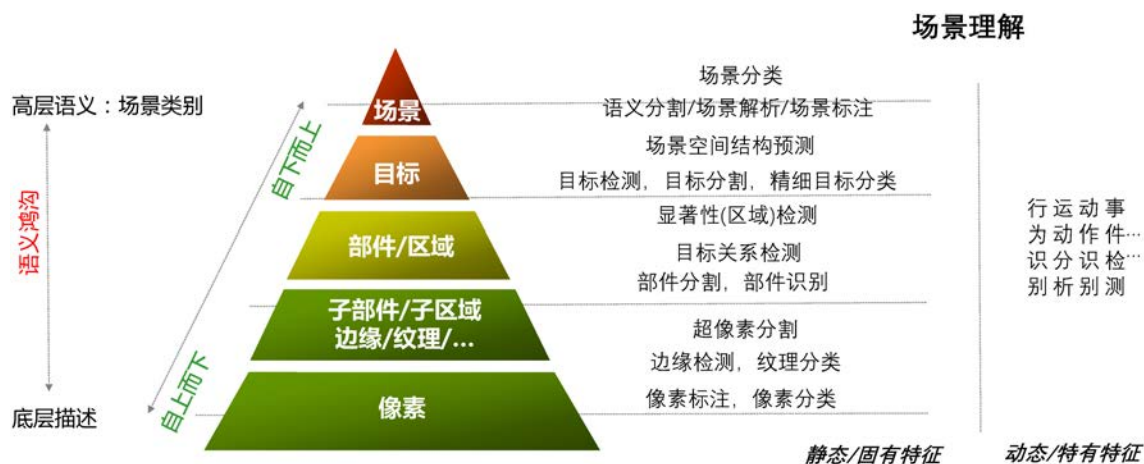 场景理解
场景分类
高层语义：场景类别
场景
语义分割/场景解析/场景标注
自下而上
场景空间结构预测
目标
目标检测，目标分割，精细目标分类
语义鸿沟
部件/区域
显著性(区域)检测
目标关系检测
部件分割，部件识别
行 运 动 事
为 动 作 件…
识 分 识 检…
别 析 别 测
子部件/子区域
边缘/纹理/…
超像素分割
边缘检测，纹理分类
自上而下
像素
像素标注，像素分类
底层描述
静态/固有特征
动态/特有特征